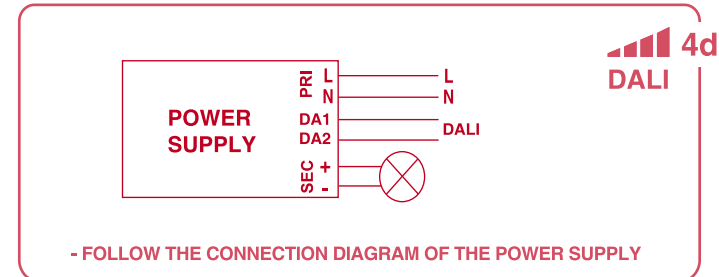 4d
DALI
POWER
SUPPLY
PRI
L
N
DA1
DA2
SEC
+
-
L
N
DALI
- FOLLOW THE CONNECTION DIAGRAM OF THE POWER SUPPLY